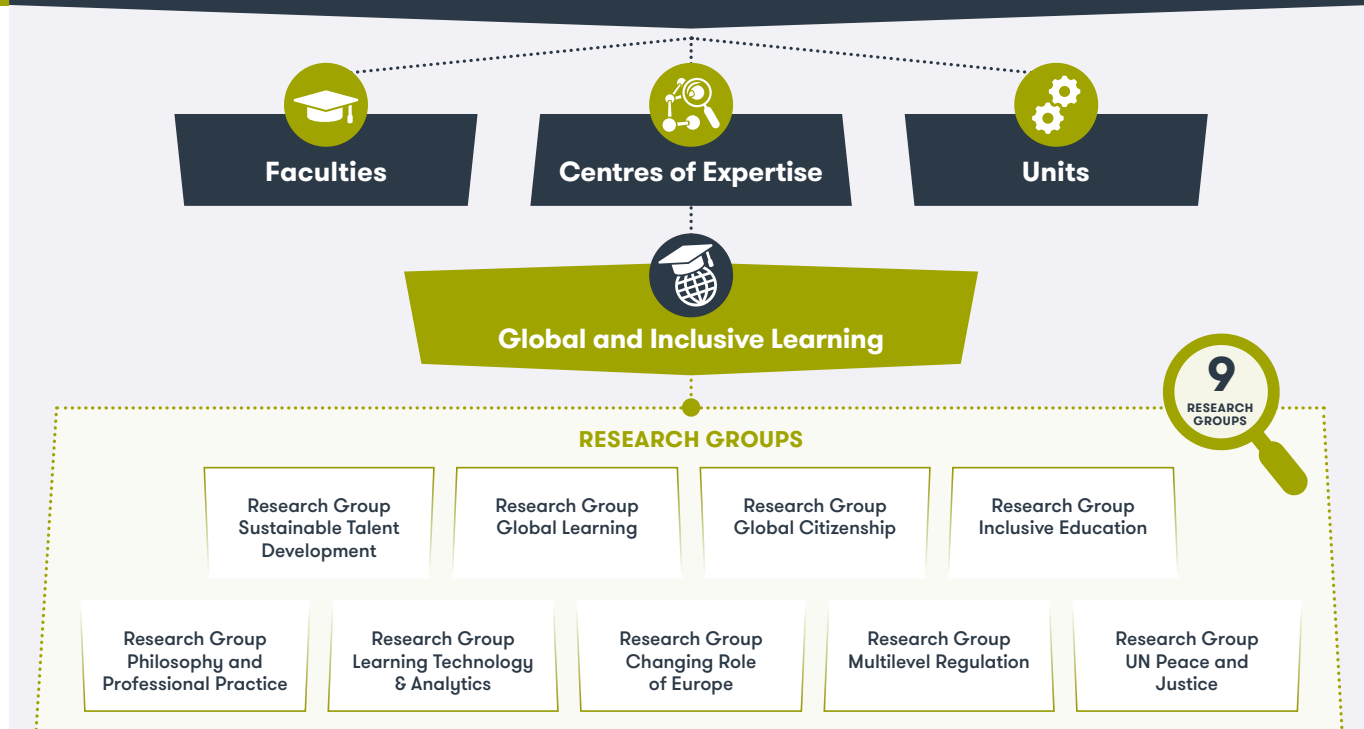 Faculties
Centres of Expertise
Units
Global and Inclusive Learning
9
RESEARCH
GROUPS
RESEARCH GROUPS
Research Group
Sustainable Talent
Development
Research Group
Global Learning
Research Group
Global Citizenship
Research Group
Inclusive Education
Research Group
Philosophy and
Professional Practice
Research Group
Learning Technology
& Analytics
Research Group
Changing Role
of Europe
Research Group
Multilevel Regulation
Research Group
UN Peace and
Justice